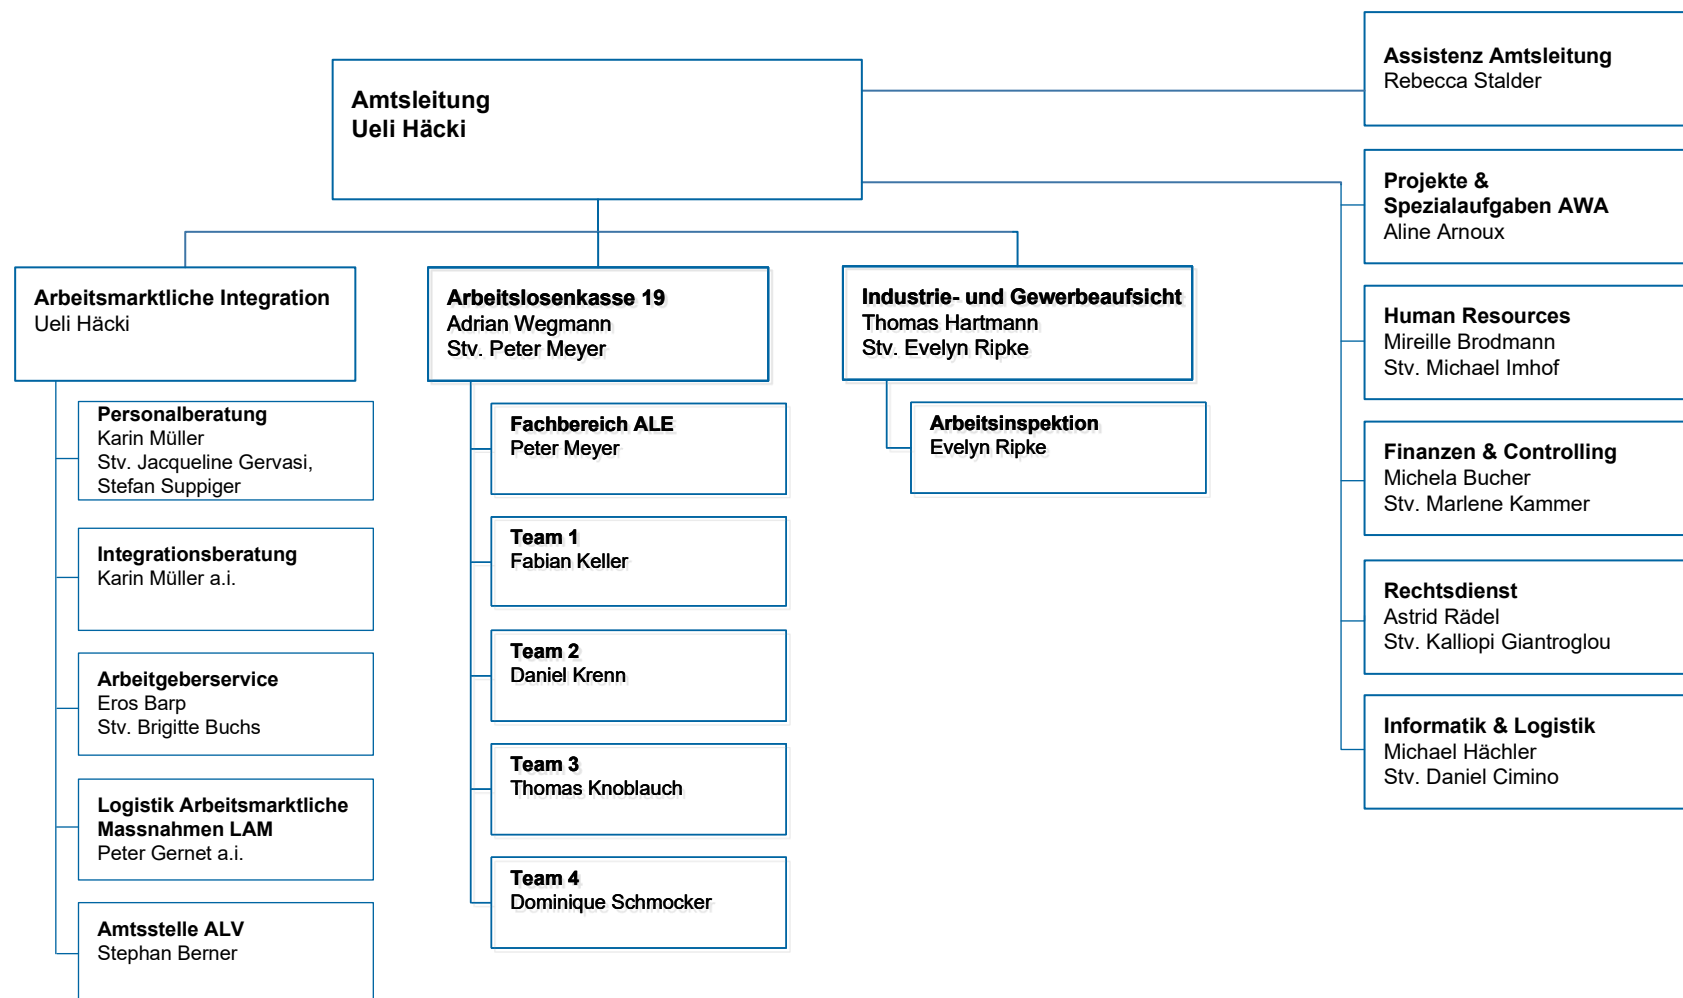 Amtsleitung
Ueli Häcki
Assistenz Amtsleitung
Rebecca Stalder
Projekte &
Spezialaufgaben AWA
Aline Arnoux
Human Resources
Mireille Brodmann
Stv. Michael Imhof
Finanzen & Controlling
Michela Bucher
Stv. Marlene Kammer
Rechtsdienst
Astrid Rädel
Stv. Kalliopi Giantroglou
Informatik & Logistik
Michael Hächler
Stv. Daniel Cimino
Arbeitsmarktliche Integration
Ueli Häcki
Personalberatung
Karin Müller
Stv. Jacqueline Gervasi,
Stefan Suppiger
Integrationsberatung
Karin Müller a.i.
Arbeitgeberservice
Eros Barp
Stv. Brigitte Buchs
Logistik Arbeitsmarktliche
Massnahmen LAM
Peter Gernet a.i.
Amtsstelle ALV
Stephan Berner
Arbeitslosenkasse 19
Adrian Wegmann
Stv. Peter Meyer
Fachbereich ALE
Peter Meyer
Team 1
Fabian Keller
Team 2
Daniel Krenn
Team 3
Thomas Knoblauch
Team 4
Dominique Schmocker
Industrie- und Gewerbeaufsicht
Thomas Hartmann
Stv. Evelyn Ripke
Arbeitsinspektion
Evelyn Ripke